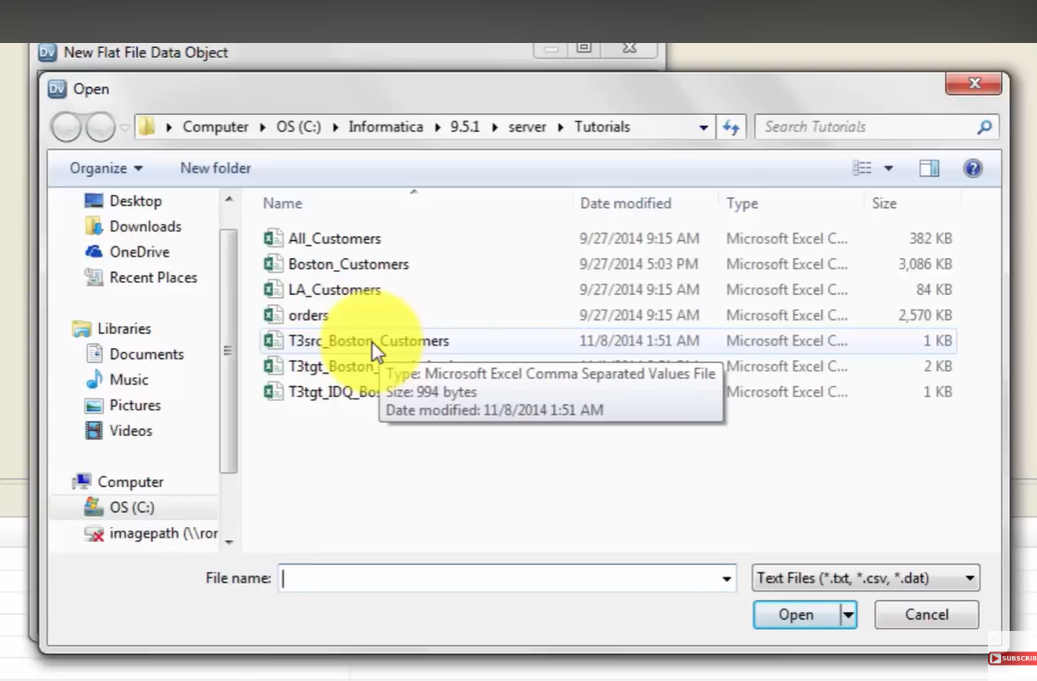 New Flat File Data Object
Open
Computer OS (C:) Informatica 9.5.1 server Tutorials Search Tutorials
Organize New folder
Name Date modified Type Size
Desktop
Downloads
OneDrive
Recent Places
Libraries
Documents
Music
Pictures
Videos
Computer
OS (C:)
imagepath (\\ror
All_Customers 9/27/2014 9:15 AM Microsoft Excel C... 382 KB
Boston_Customers 9/27/2014 5:03 PM Microsoft Excel C... 3,086 KB
LA_Customers 9/27/2014 9:15 AM Microsoft Excel C... 84 KB
orders 9/27/2014 9:15 AM Microsoft Excel C... 2,570 KB
T3src_Boston_Customers 11/8/2014 1:51 AM Microsoft Excel C... 1 KB
T3tgt_Boston_ Microsoft Excel C... 2 KB
T3tgt_IDQ_Bos Microsoft Excel C... 1 KB
Type: Microsoft Excel Comma Separated Values File
Size: 994 bytes
Date modified: 11/8/2014 1:51 AM
File name: Text Files (*.txt, *.csv, *.dat)
Open Cancel
SUBSCRIB